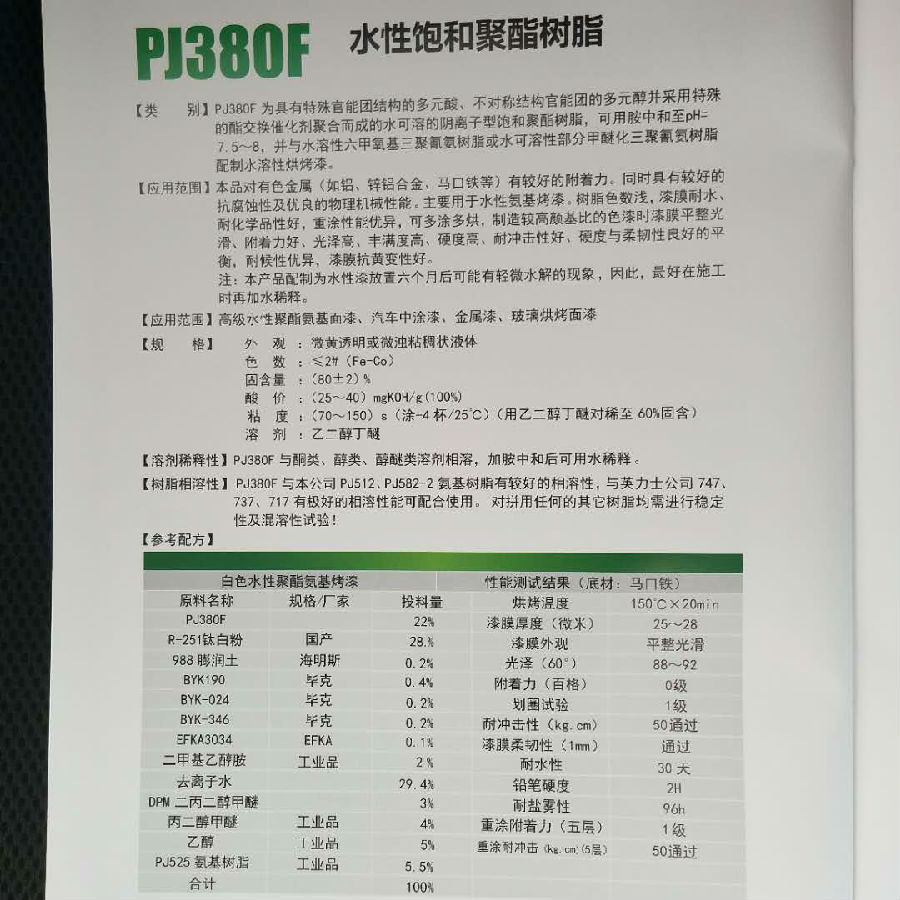 PJ380F 水性饱和聚酯树脂
【类 别】PJ380F 为具有特殊官能团结构的多元酸、不对称结构官能团的多元醇并采用特殊
的酯交换催化剂聚合而成的水可溶的阴离子型饱和聚酯树脂，可用胺中和至pH=
7.5～8，并与水溶性六甲氧基三聚氰氨树脂或水可溶性部分甲醚化三聚氰氨树脂
配制水溶性烘烤漆。
【应用范围】本品对有色金属（如铝、锌铝合金、马口铁等）有较好的附着力。同时具有较好的
抗腐蚀性及优良的物理机械性能。主要用于水性氨基烤漆。树脂色数浅，漆膜耐水、
耐化学品性好，重涂性能优异，可多涂多烘，制造较高颜基比的色漆时漆膜平整光
滑、附着力好、光泽高、丰满度高、硬度高、耐冲击性好、硬度与柔韧性良好的平
衡，耐候性优异、漆膜抗黄变性好。
注：本产品配制为水性漆放置六个月后可能有轻微水解的现象，因此，最好在施工
时再加水稀释。
【应用范围】高级水性聚酯氨基面漆、汽车中涂漆、金属漆、玻璃烘烤面漆
【规 格】 外 观 ：微黄透明或微浊粘稠状液体
色 数 ：≤2#（Fe-Co）
固含量 ：（80±2）%
酸 价 ：（25～40）mgKOH/g(100%)
粘 度 ：（70～150）s（涂-4 杯/25℃）（用乙二醇丁醚对稀至 60%固含）
溶 剂 ：乙二醇丁醚
【溶剂稀释性】PJ380F 与酮类、醇类、醇醚类溶剂相溶，加胺中和后可用水稀释。
【树脂相溶性】PJ380F 与本公司 PJ512、PJ582-2 氨基树脂有较好的相溶性，与英力士公司 747、
737、717 有极好的相溶性能可配合使用。 对拼用任何的其它树脂均需进行稳定
性及混溶性试验！
【参考配方】
白色水性聚酯氨基烤漆 性能测试结果（底材：马口铁）
原料名称 规格/厂家 投料量 烘烤温度 150℃×20min
PJ380F 22% 漆膜厚度（微米） 25～28
R-251钛白粉 国产 28.% 漆膜外观 平整光滑
988 膨润土 海明斯 0.2% 光泽（60°） 88～92
BYK190 毕克 0.4% 附着力（百格） 0级
BYK-024 毕克 0.2% 划圈试验 1级
BYK-346 毕克 0.2% 耐冲击性（kg.cm） 50通过
EFKA3034 EFKA 0.1% 漆膜柔韧性（1mm） 通过
二甲基乙醇胺 工业品 2% 耐水性 30 天
去离子水 29.4% 铅笔硬度 2H
DPM 二丙二醇甲醚 3% 耐盐雾性 96h
丙二醇甲醚 工业品 4% 重涂附着力（五层） 1级
乙醇 工业品 5% 重涂耐冲击（kg.cm)(5层） 50通过
PJ525 氨基树脂 工业品 5.5%
合计 100%